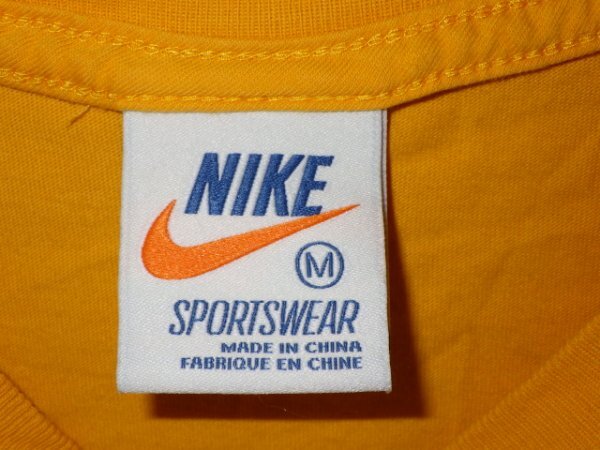 NIKE
M
SPORTSWEAR
MADE IN CHINA
FABRIQUE EN CHINE